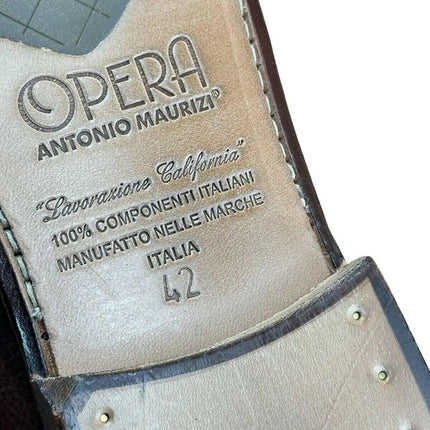 OPERA
ANTONIO MAURIZI®
"Lavorazione California"
100% COMPONENTI ITALIANI
MANUFATTO NELLE MARCHE
ITALIA
42